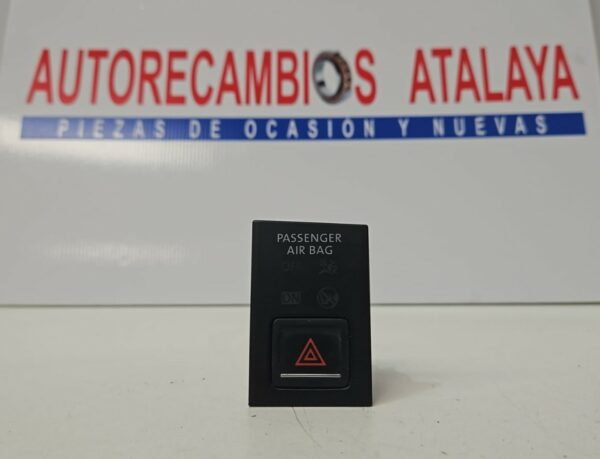 AUTORECAMBIOS ATALAYA
PIEZAS DE OCASIÓN Y NUEVAS
PASSENGER
AIR BAG
OFF
ON